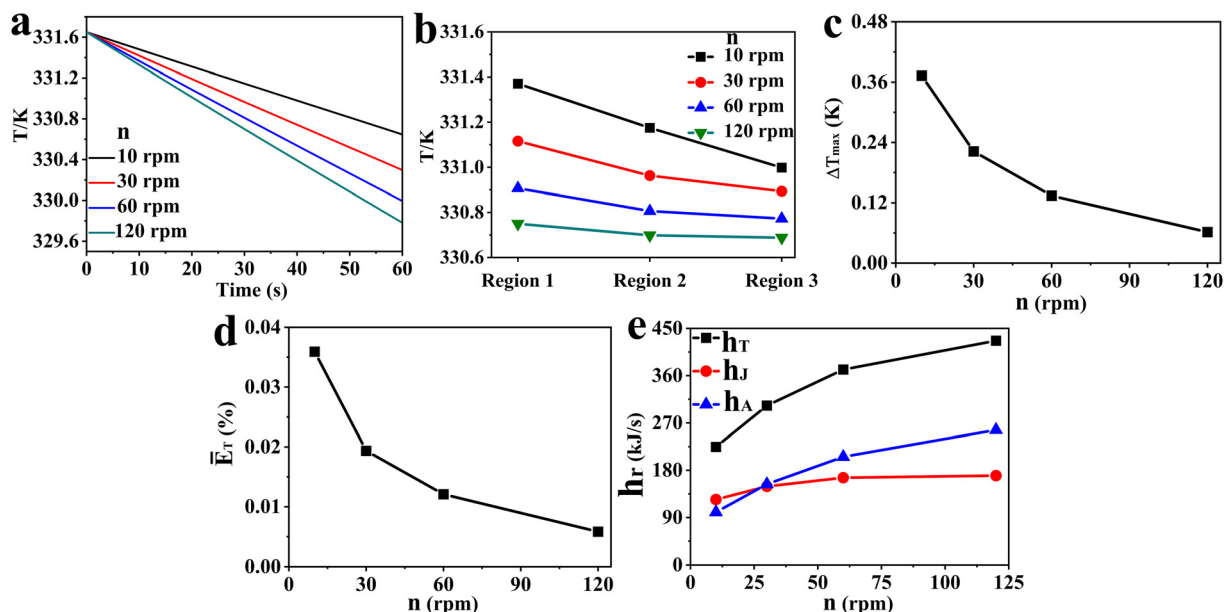 a
331.6
331.2
330.8
330.4
330.0
329.6
T/K
n
10 rpm
30 rpm
60 rpm
120 rpm
0 10 20 30 40 50 60
Time (s)
b
331.6
331.4
331.2
331.0
330.8
330.6
T/K
n
10 rpm
30 rpm
60 rpm
120 rpm
Region 1 Region 2 Region 3
c
0.48
0.36
0.24
0.12
0.00
ΔTmax (K)
0 30 60 90 120
n (rpm)
d
0.04
0.03
0.02
0.01
0.00
E̅T (%)
0 30 60 90 120
n (rpm)
e
450
360
270
180
90
0
hr (kJ/s)
hT
hJ
hA
0 25 50 75 100 125
n (rpm)